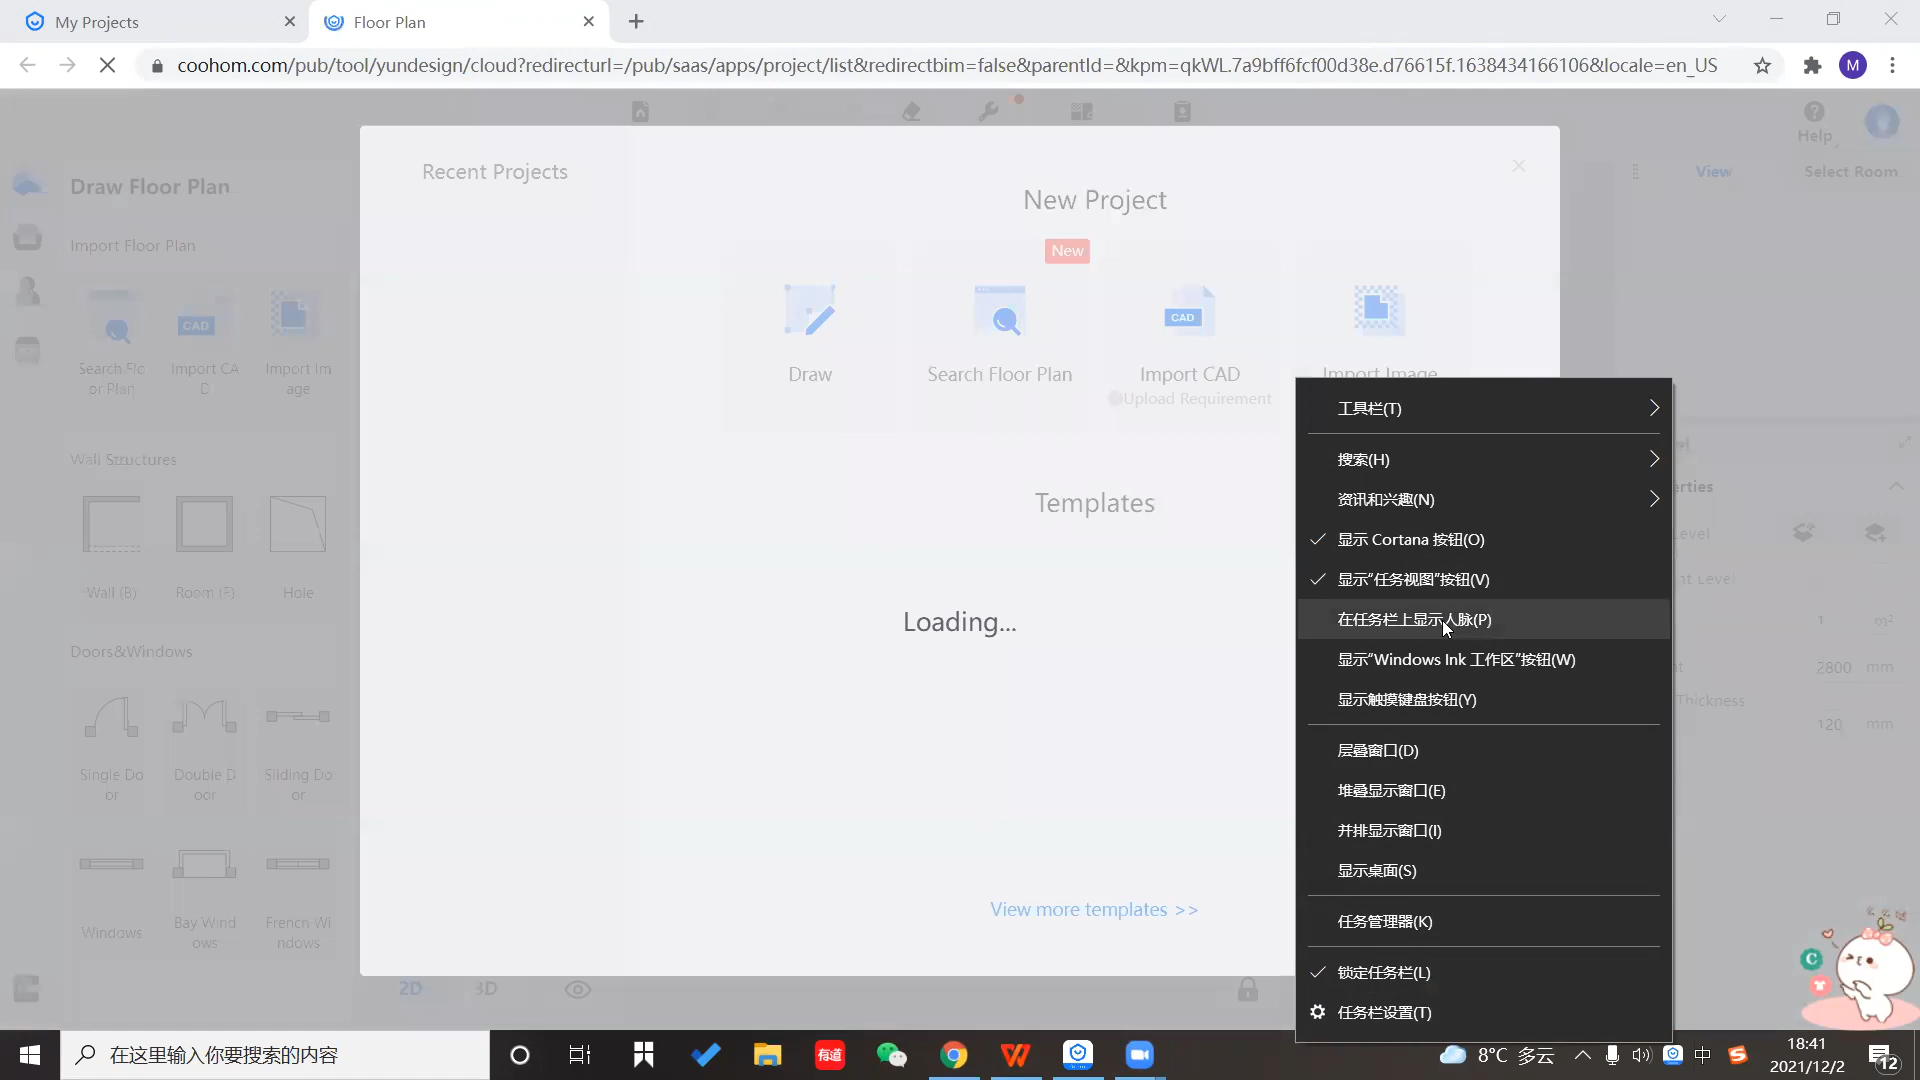 My Projects
Floor Plan
coohom.com/pub/tool/yundesign/cloud?redirecturl=/pub/saas/apps/project/list&redirectbim=false&parentId=&kpm=qkWL.7a9bff6fcf00d38e.d76615f.1638434166106&locale=en_US
M
Help
Draw Floor Plan
View
Select Room
Import Floor Plan
Search Flo
or Plan
CAD
Import CA
D
Import Im
age
Wall Structures
Wall (B)
Room (F)
Hole
Doors&Windows
Single Do
or
Double D
oor
Sliding Do
or
Windows
Bay Wind
ows
French Wi
ndows
Recent Projects
New Project
New
Draw
Search Floor Plan
CAD
Import CAD
Upload Requirement
Import Image
Templates
Loading...
View more templates >>
2D
3D
工具栏(T)
搜索(H)
资讯和兴趣(N)
显示 Cortana 按钮(O)
显示“任务视图”按钮(V)
在任务栏上显示人脉(P)
显示“Windows Ink 工作区”按钮(W)
显示触摸键盘按钮(Y)
层叠窗口(D)
堆叠显示窗口(E)
并排显示窗口(I)
显示桌面(S)
任务管理器(K)
锁定任务栏(L)
任务栏设置(T)
erties
evel
nt Level
1 m²
2800 mm
Thickness
120 mm
在这里输入你要搜索的内容
有道
8°C 多云
中
18:41
2021/12/2
12